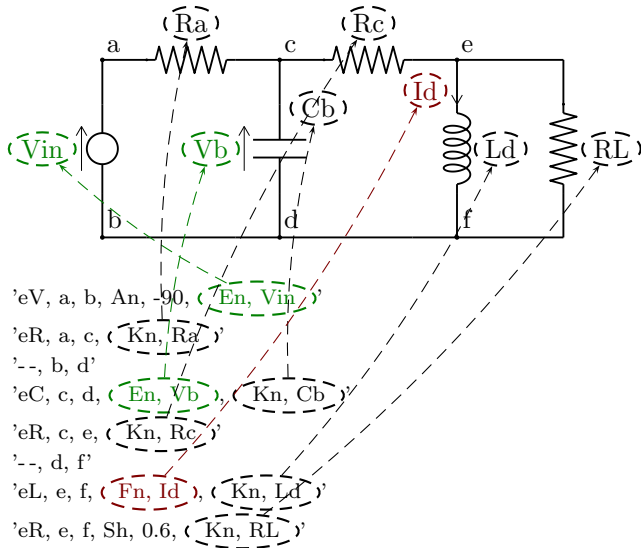 Ra Rc
a c e
Id
Cb
Vin Vb Ld RL
b d f
'eV, a, b, An, -90, En, Vin'
'eR, a, c, Kn, Ra'
'--, b, d'
'eC, c, d, En, Vb, Kn, Cb'
'eR, c, e, Kn, Rc'
'--, d, f'
'eL, e, f, Fn, Id, Kn, Ld'
'eR, e, f, Sh, 0.6, Kn, RL'